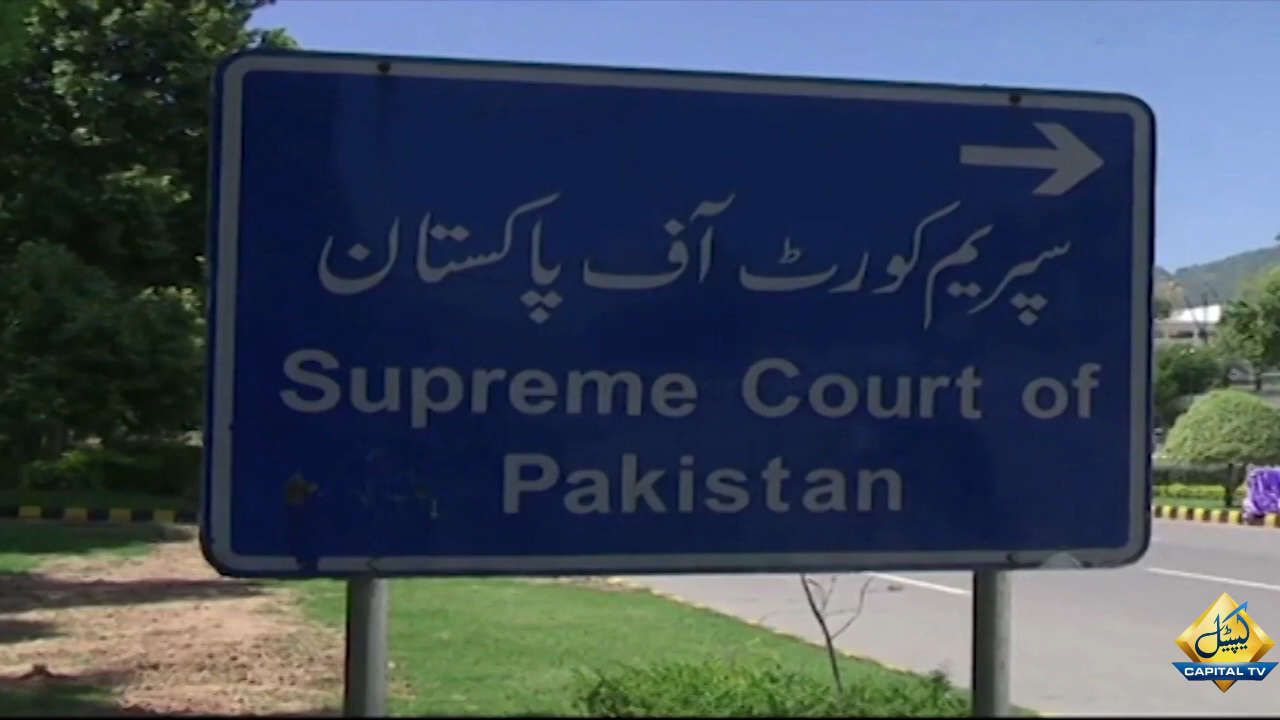 سپریم کورٹ آف پاکستان
Supreme Court of
Pakistan
کیپیٹل
CAPITAL TV